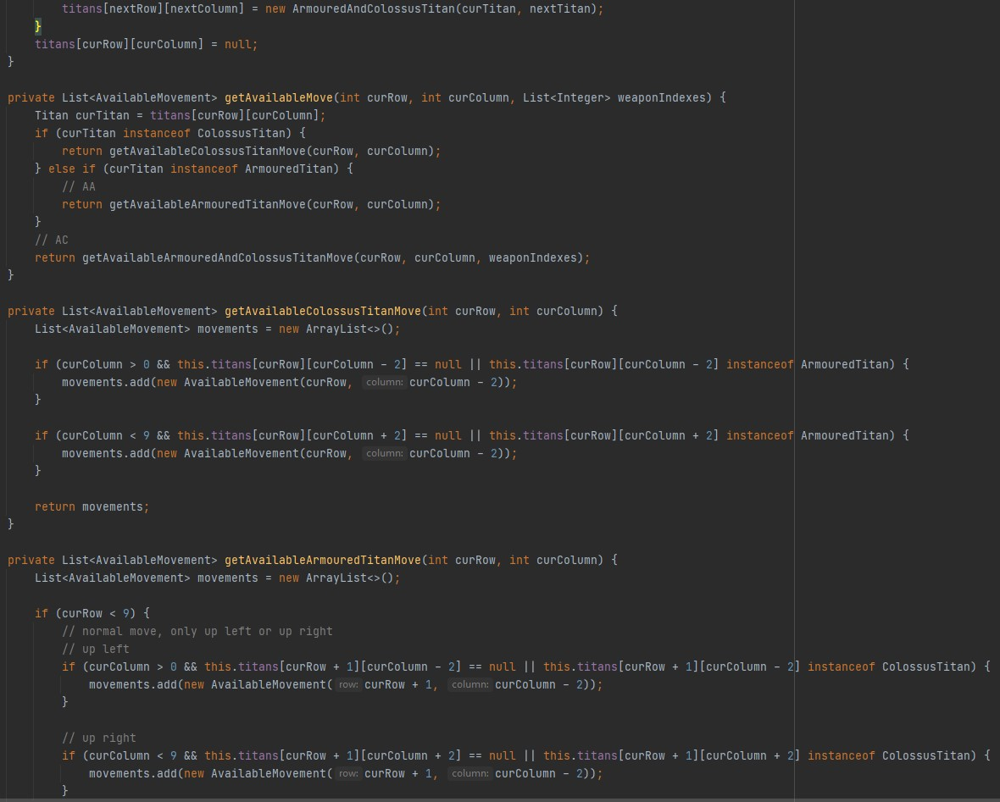 titans[nextRow][nextColumn] = new ArmouredAndColossusTitan(curTitan, nextTitan);
}
titans[curRow][curColumn] = null;
}
private List<AvailableMovement> getAvailableMove(int curRow, int curColumn, List<Integer> weaponIndexes) {
Titan curTitan = titans[curRow][curColumn];
if (curTitan instanceof ColossusTitan) {
return getAvailableColossusTitanMove(curRow, curColumn);
} else if (curTitan instanceof ArmouredTitan) {
// AA
return getAvailableArmouredTitanMove(curRow, curColumn);
}
// AC
return getAvailableArmouredAndColossusTitanMove(curRow, curColumn, weaponIndexes);
}
private List<AvailableMovement> getAvailableColossusTitanMove(int curRow, int curColumn) {
List<AvailableMovement> movements = new ArrayList<>();
if (curColumn > 0 && this.titans[curRow][curColumn - 2] == null || this.titans[curRow][curColumn - 2] instanceof ArmouredTitan) {
movements.add(new AvailableMovement(curRow, column: curColumn - 2));
}
if (curColumn < 9 && this.titans[curRow][curColumn + 2] == null || this.titans[curRow][curColumn + 2] instanceof ArmouredTitan) {
movements.add(new AvailableMovement(curRow, column: curColumn - 2));
}
return movements;
}
private List<AvailableMovement> getAvailableArmouredTitanMove(int curRow, int curColumn) {
List<AvailableMovement> movements = new ArrayList<>();
if (curRow < 9) {
// normal move, only up left or up right
// up left
if (curColumn > 0 && this.titans[curRow + 1][curColumn - 2] == null || this.titans[curRow + 1][curColumn - 2] instanceof ColossusTitan) {
movements.add(new AvailableMovement( row: curRow + 1, column: curColumn - 2));
}
// up right
if (curColumn < 9 && this.titans[curRow + 1][curColumn + 2] == null || this.titans[curRow + 1][curColumn + 2] instanceof ColossusTitan) {
movements.add(new AvailableMovement( row: curRow + 1, column: curColumn - 2));
}